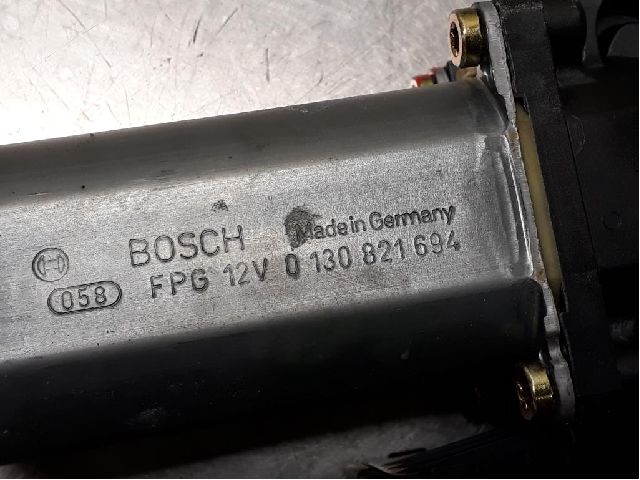 BOSCH Made in Germany
058 FPG 12V 0 130 821 694